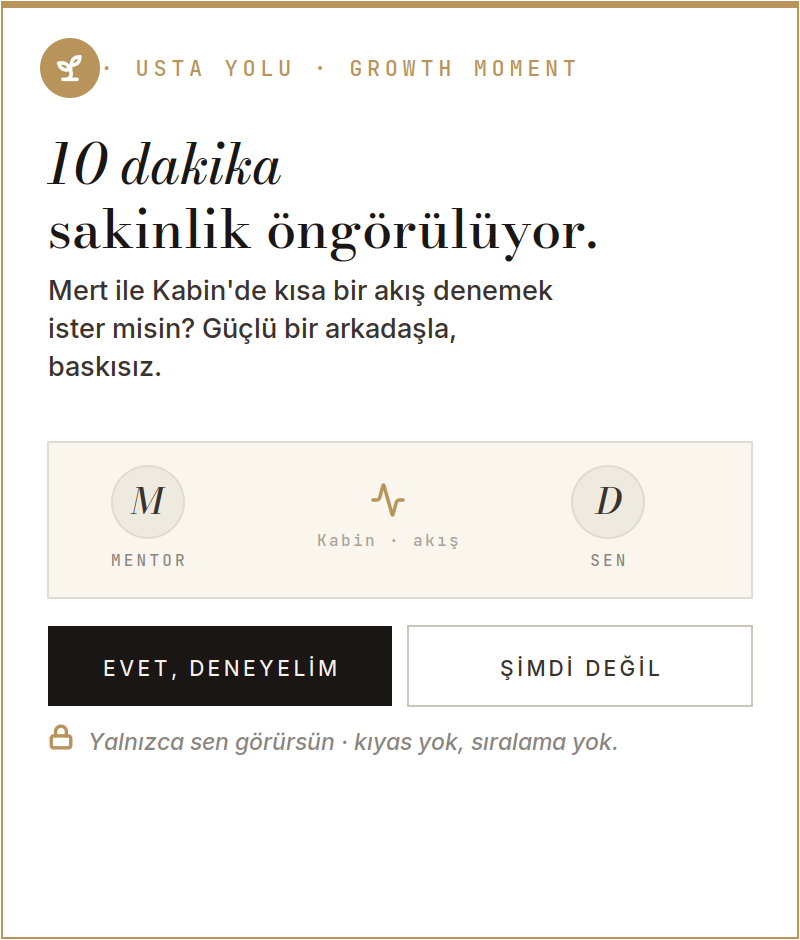 · USTA YOLU · GROWTH MOMENT
10 dakika
sakinlik öngörülüyor.
Mert ile Kabin'de kısa bir akış denemek
ister misin? Güçlü bir arkadaşla,
baskısız.
M
D
Kabin · akış
MENTOR
SEN
EVET, DENEYELİM
ŞİMDİ DEĞİL
Yalnızca sen görürsün · kıyas yok, sıralama yok.